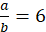 a/b = 6